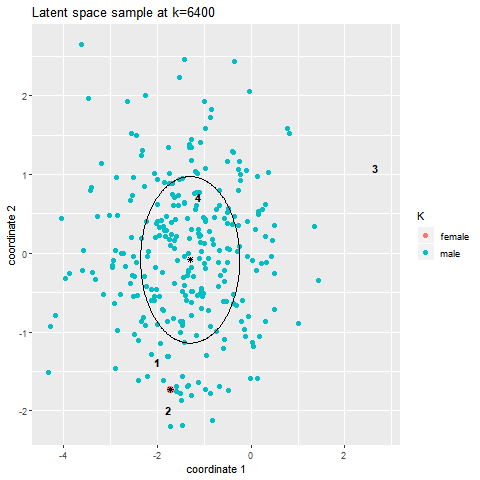 Latent space sample at k=6400
2
1
0
-1
-2
coordinate 2
3
4
1
2
-4
-2
0
2
coordinate 1
K
female
male